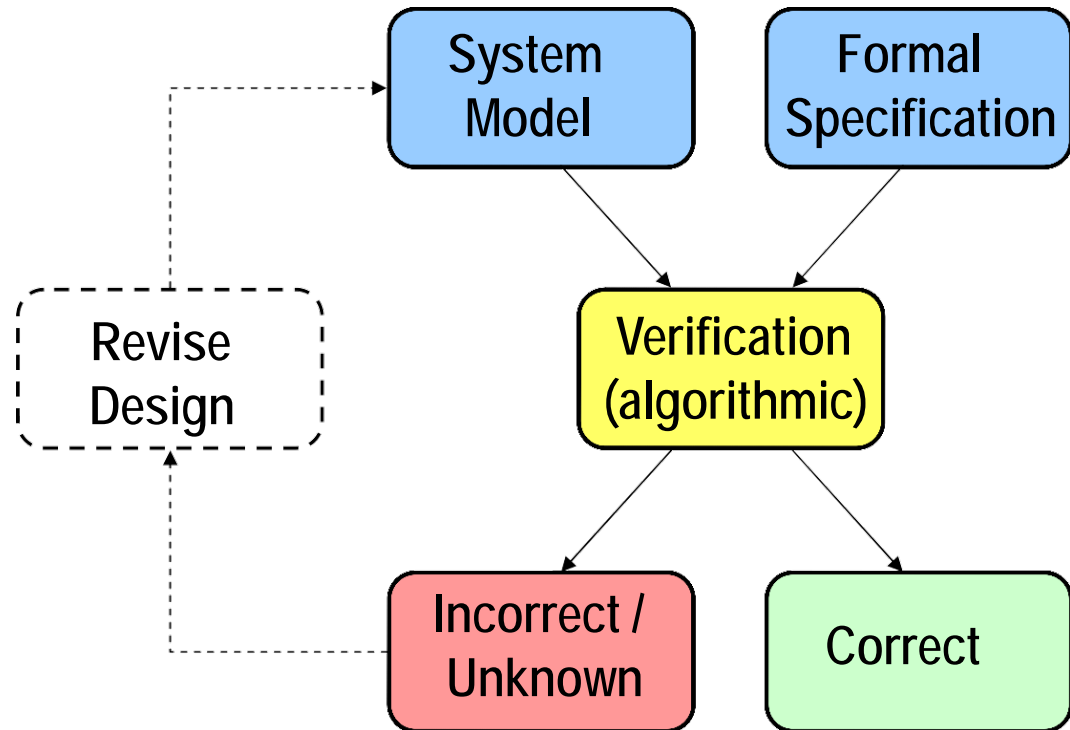 System
Model
Formal
Specification
Revise
Design
Verification
(algorithmic)
Incorrect /
Unknown
Correct